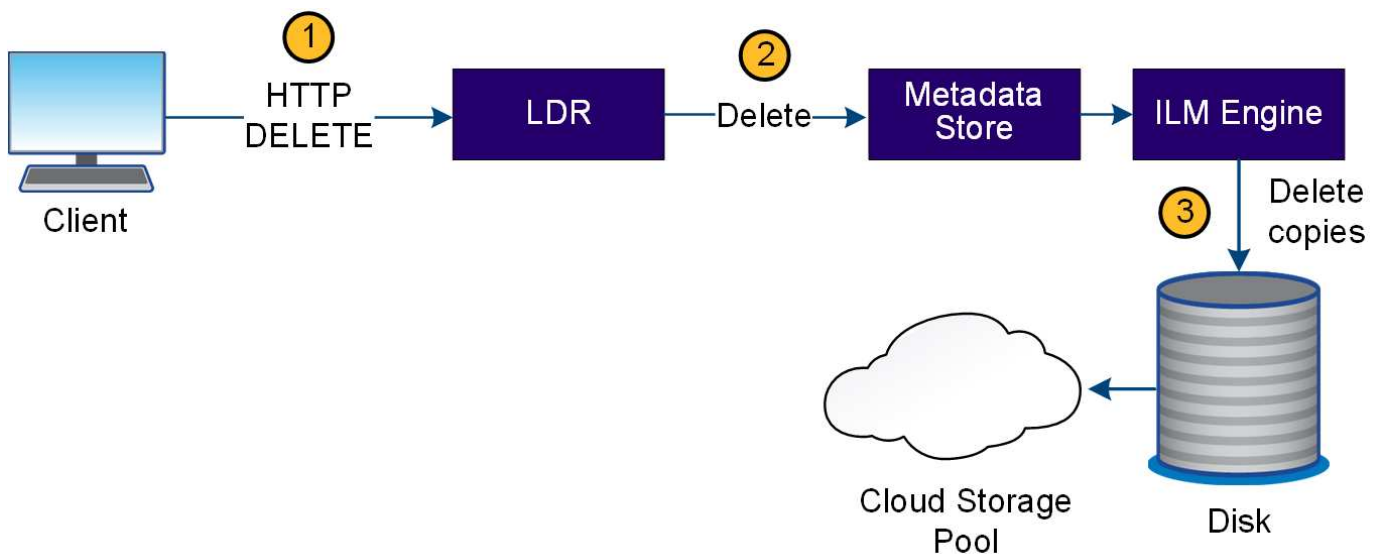 1
HTTP
DELETE
Client
LDR
2
Delete
Metadata
Store
ILM Engine
3
Delete
copies
Cloud Storage
Pool
Disk